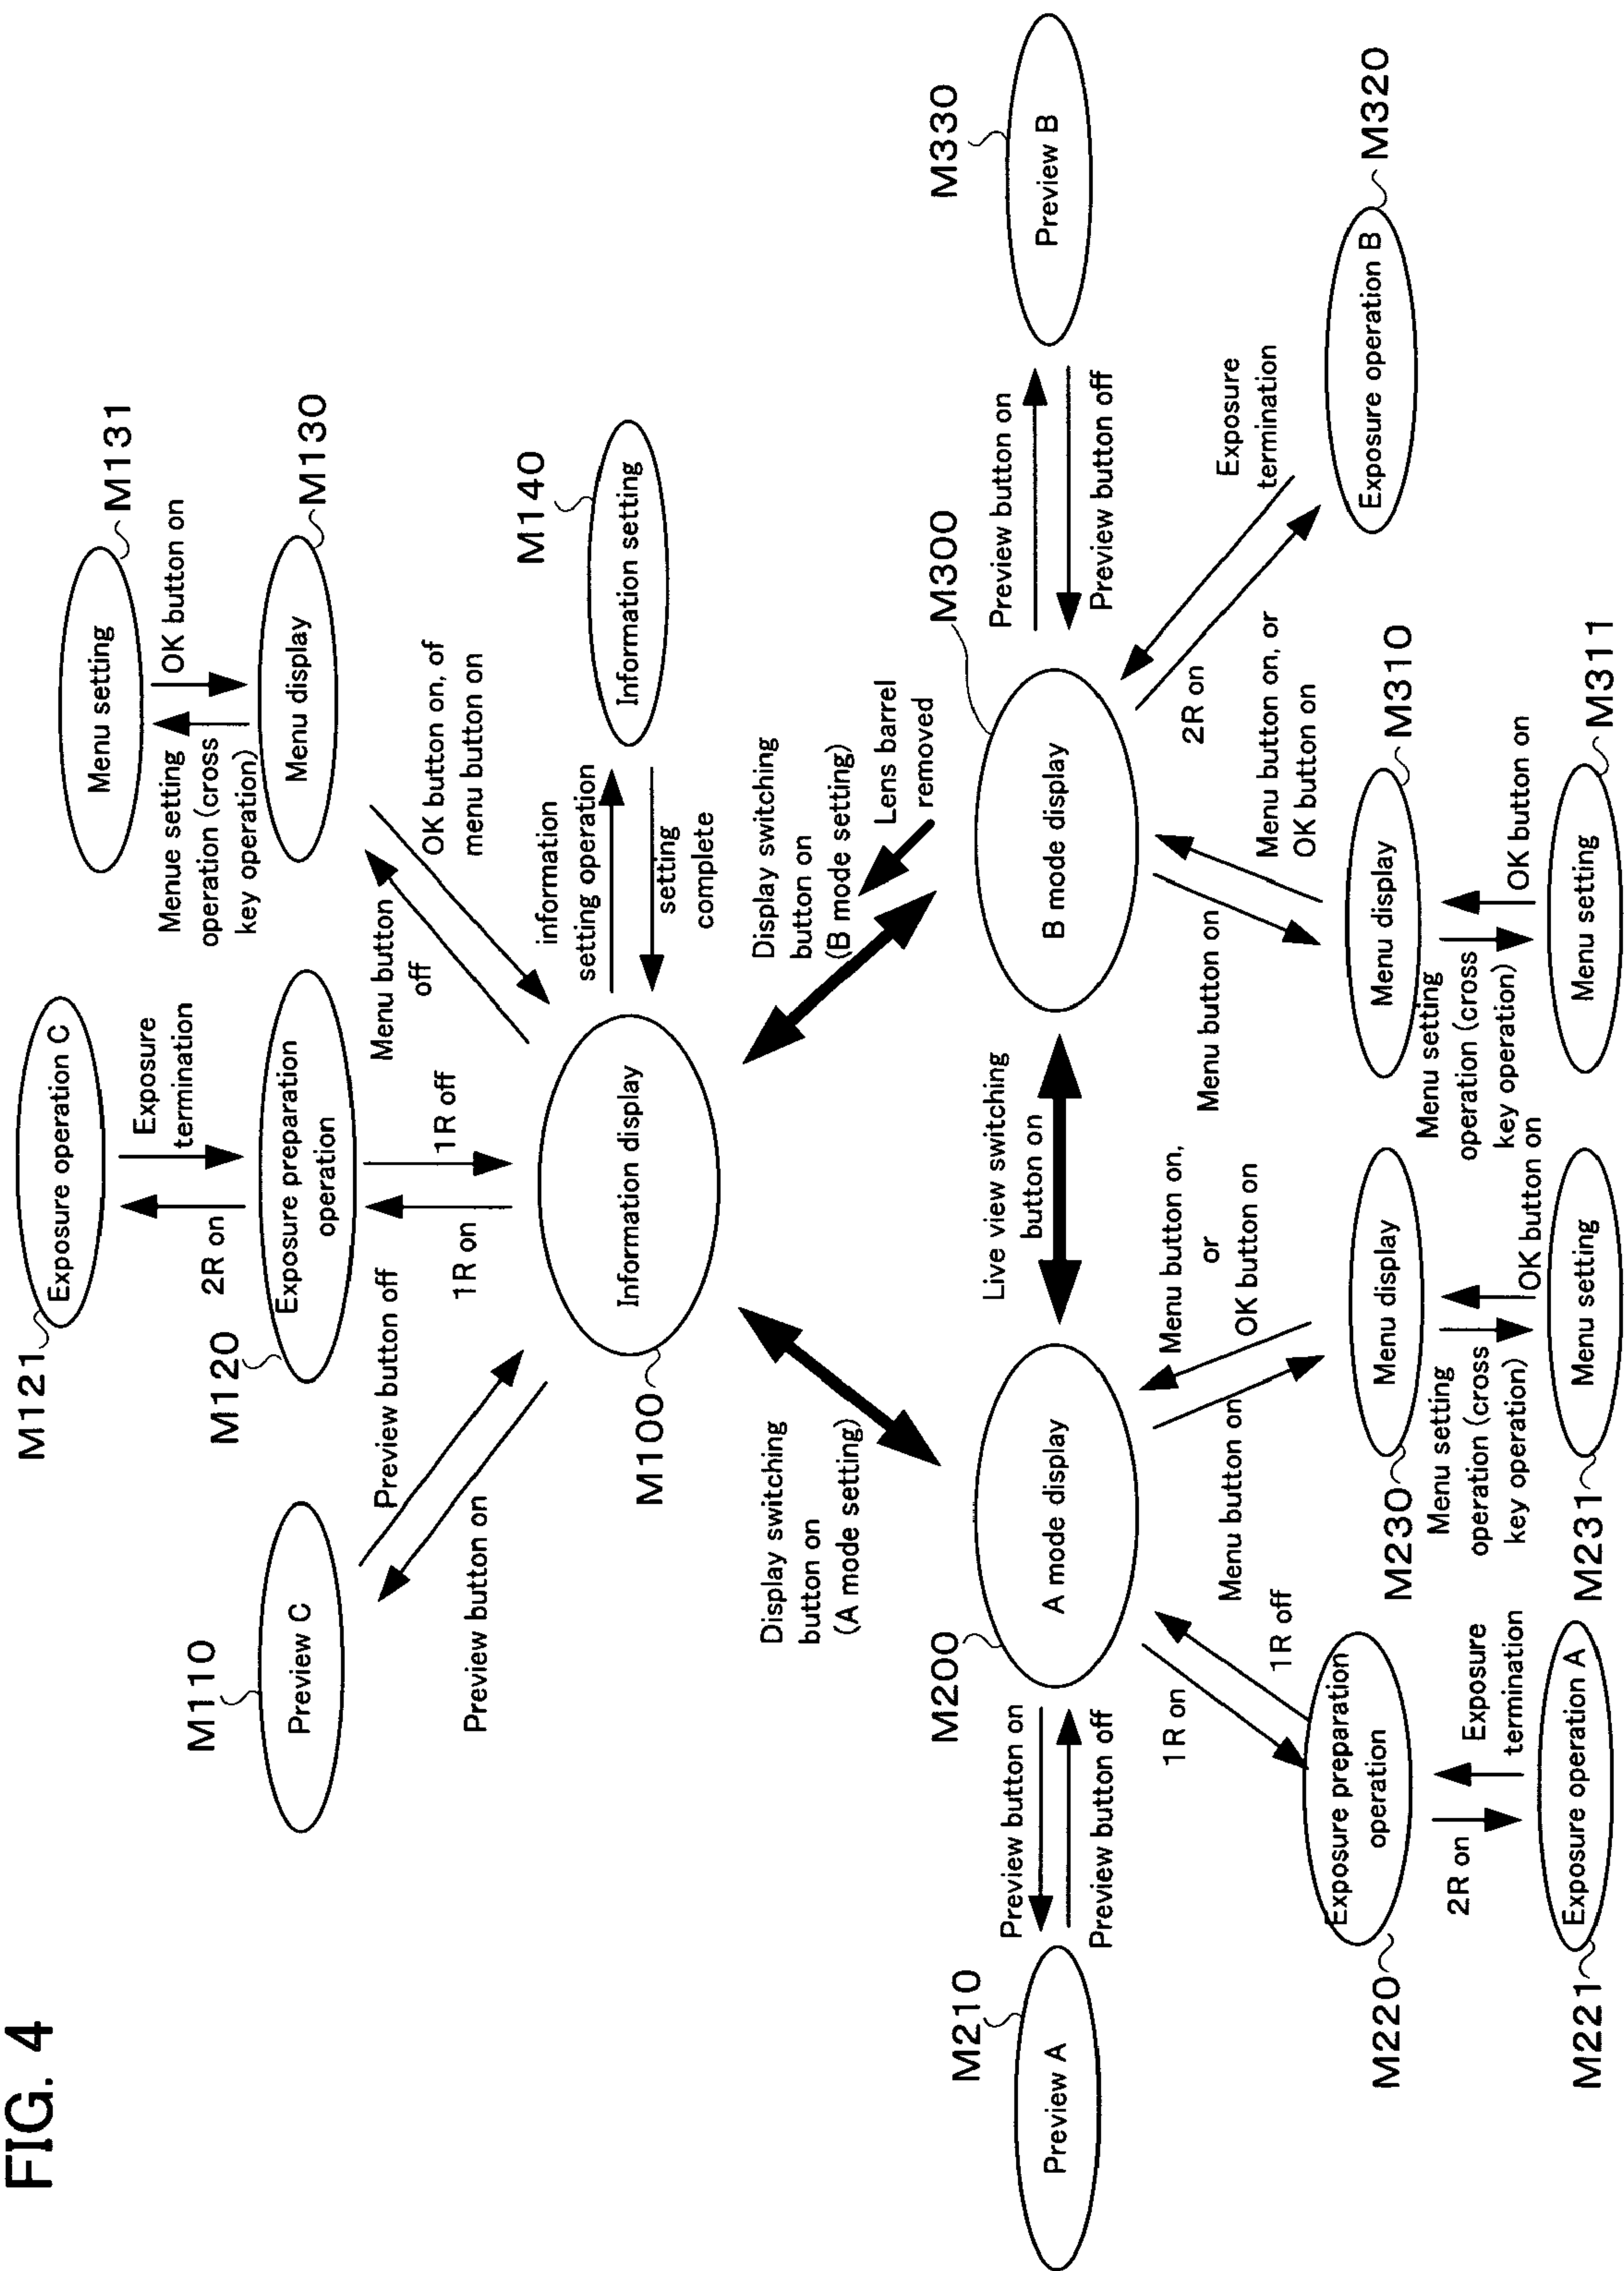 FIG. 4
M121
Exposure operation C
2R on
Exposure
termination
M131
Menu setting
OK button on
Menue setting
operation (cross
key operation)
M110
Preview C
M120
Exposure preparation
operation
M130
Menu display
Preview button off
Preview button on
1R on
1R off
Menu button
off
OK button on, of
menu button on
M100
Information display
information
setting operation
setting
complete
M140
Information setting
Display switching
button on
(A mode setting)
Display switching
button on
(B mode setting)
Lens barrel
removed
M210
Preview A
Preview button on
Preview button off
M200
A mode display
Live view switching
button on
M300
B mode display
Preview button on
Preview button off
M330
Preview B
1R on
1R off
Menu button on
Menu button on,
or
OK button on
Menu button on
Menu button on, or
OK button on
2R on
Exposure
termination
M220
Exposure preparation
operation
M230
Menu display
M310
Menu display
M320
Exposure operation B
2R on
Exposure
termination
Menu setting
operation (cross
key operation)
OK button on
Menu setting
operation (cross
key operation)
OK button on
M221
Exposure operation A
M231
Menu setting
M311
Menu setting